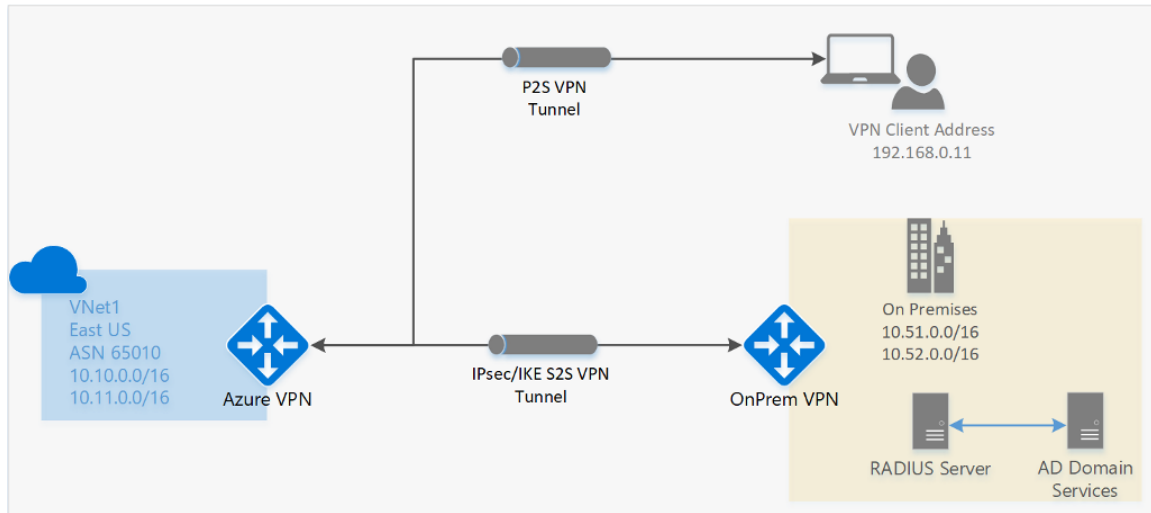 P2S VPN
Tunnel
VPN Client Address
192.168.0.11
VNet1
East US
ASN 65010
10.10.0.0/16
10.11.0.0/16
Azure VPN
IPsec/IKE S2S VPN
Tunnel
OnPrem VPN
On Premises
10.51.0.0/16
10.52.0.0/16
RADIUS Server
AD Domain
Services